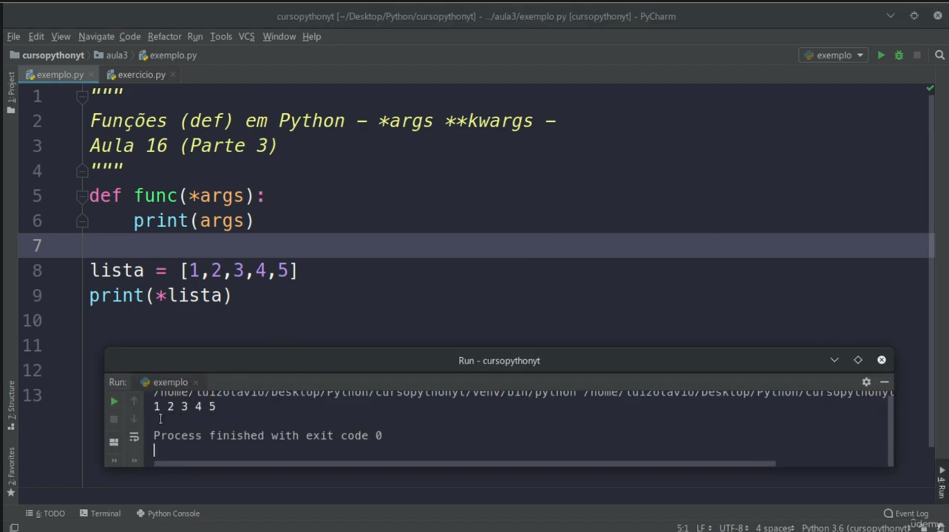 cursopythonyt [~/Desktop/Python/cursopythonyt] - .../aula3/exemplo.py [cursopythonyt] - PyCharm
File Edit View Navigate Code Refactor Run Tools VCS Window Help
cursopythonyt aula3 exemplo.py exemplo
exemplo.py exercicio.py
1: Project
1 """
2 Funções (def) em Python - *args **kwargs -
3 Aula 16 (Parte 3)
4 """
5 def func(*args):
6 print(args)
7
8 lista = [1,2,3,4,5]
9 print(*lista)
10
11
12
13
Run - cursopythonyt
Run: exemplo
/home/luizotavio/Desktop/Python/cursopythonyt/venv/bin/python /home/luizotavio/Desktop/Python/cursopythonyt
1 2 3 4 5
Process finished with exit code 0
7: Structure
2: Favorites
4: Run
6: TODO Terminal Python Console Event Log
5:1 LF UTF-8 4 spaces Python 3.6 (cursopythonyt)
udemy